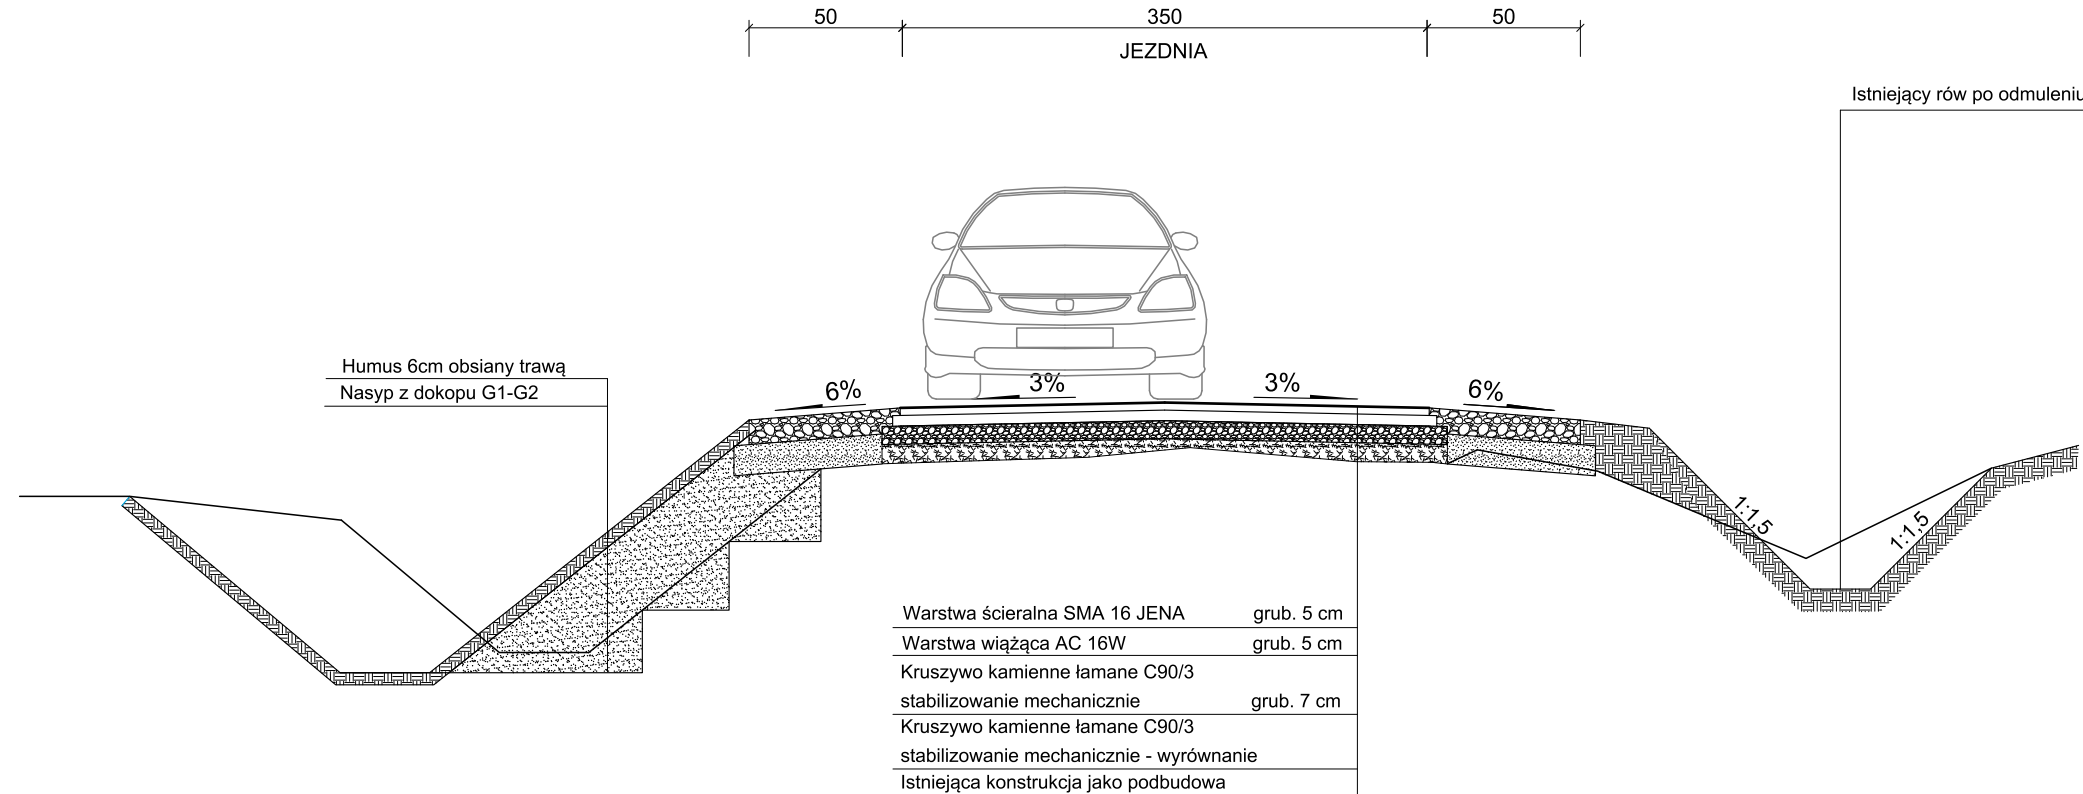 50 350 50
JEZDNIA
Istniejący rów po odmuleniu
Humus 6cm obsiany trawą
Nasyp z dokopu G1-G2
6% 3% 3% 6%
1:1,5 1:1,5
Warstwa ścieralna SMA 16 JENA grub. 5 cm
Warstwa wiążąca AC 16W grub. 5 cm
Kruszywo kamienne łamane C90/3
stabilizowanie mechanicznie grub. 7 cm
Kruszywo kamienne łamane C90/3
stabilizowanie mechanicznie - wyrównanie
Istniejąca konstrukcja jako podbudowa